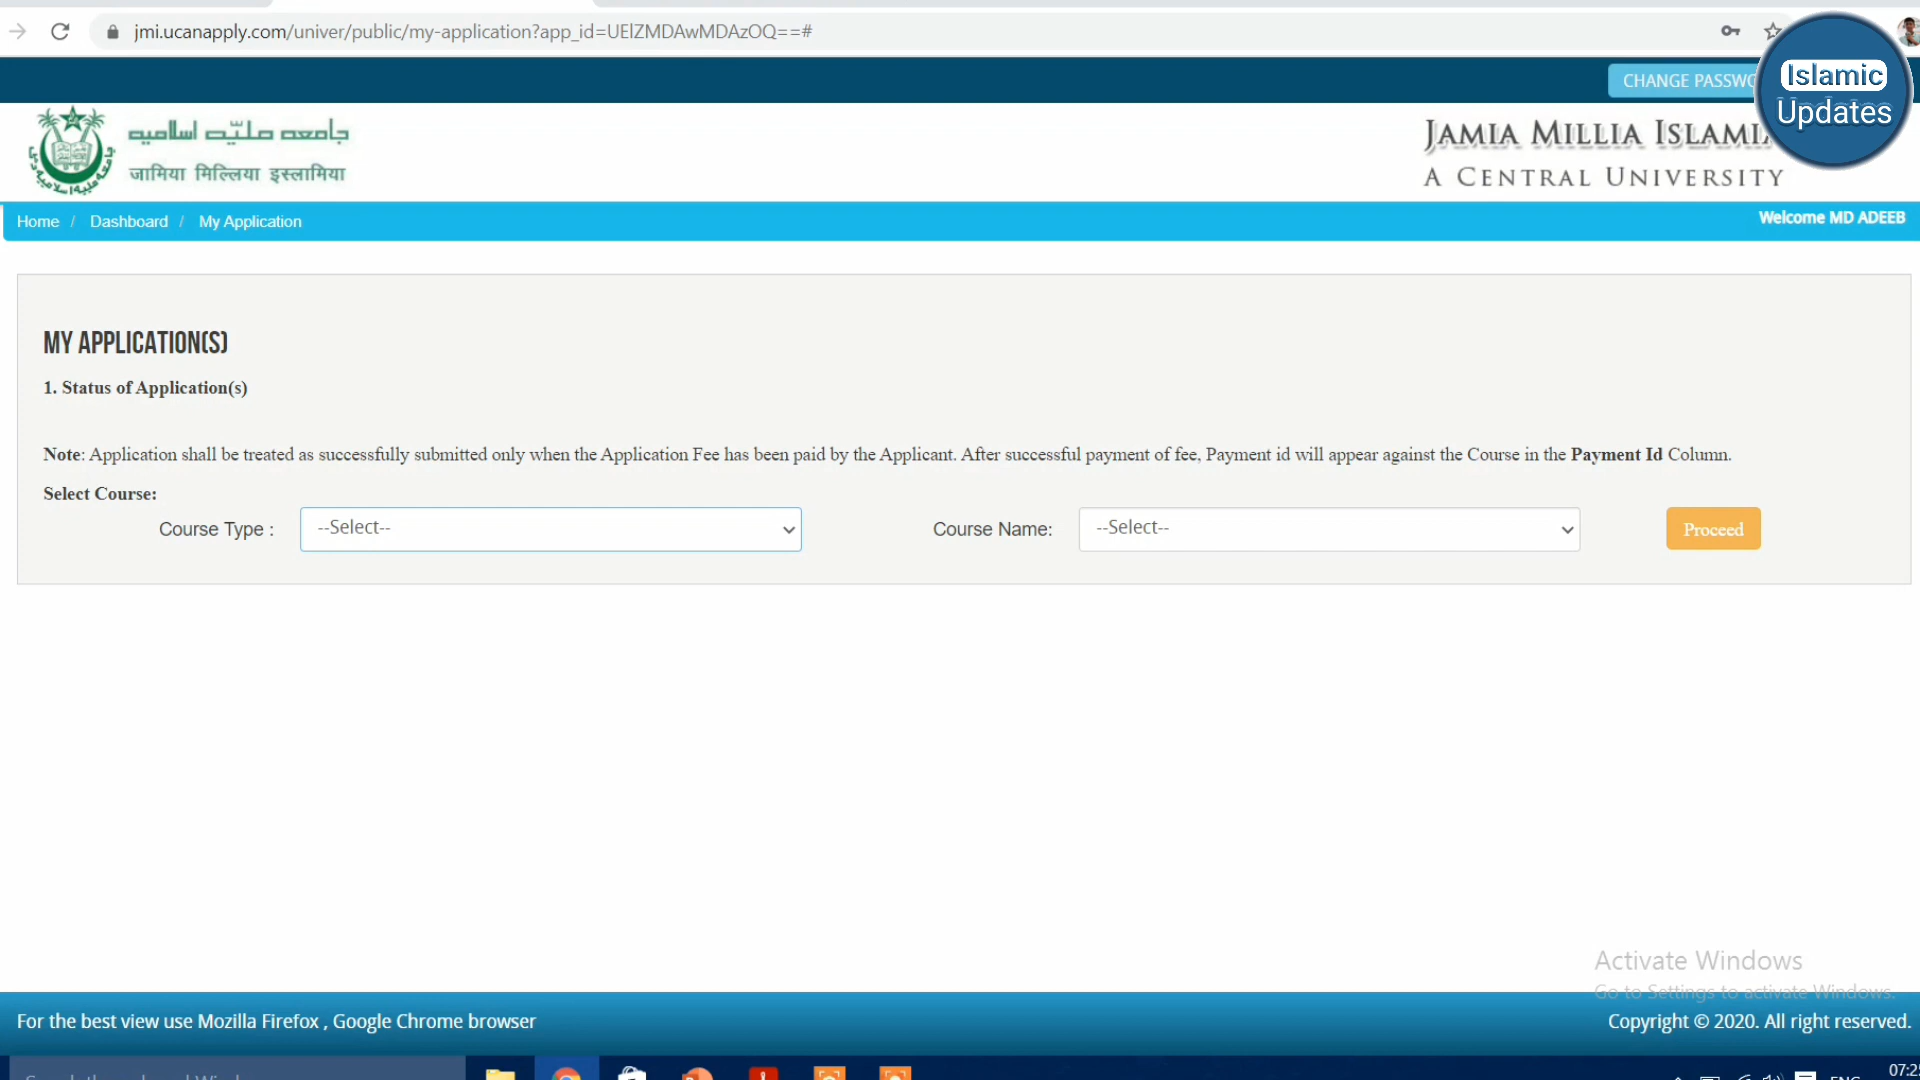 jmi.ucanapply.com/univer/public/my-application?app_id=UElZMDAwMDAzOQ==#
CHANGE PASSWO
Islamic
Updates
جامعہ ملیّہ اسلامیہ
जामिया मिल्लिया इस्लामिया
JAMIA MILLIA ISLAMIA
A CENTRAL UNIVERSITY
Home / Dashboard / My Application
Welcome MD ADEEB
MY APPLICATION(S)
1. Status of Application(s)
Note: Application shall be treated as successfully submitted only when the Application Fee has been paid by the Applicant. After successful payment of fee, Payment id will appear against the Course in the Payment Id Column.
Select Course:
Course Type : --Select-- Course Name: --Select-- Proceed
Activate Windows
Go to Settings to activate Windows.
For the best view use Mozilla Firefox , Google Chrome browser
Copyright © 2020. All right reserved.
07:2
ENG